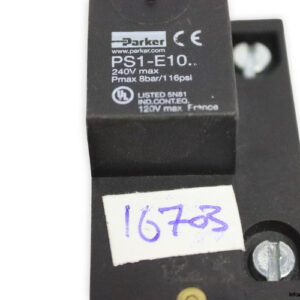 Parker CE
www.parker.com
PS1-E10..
240V max
Pmax 8bar/116psi
UL LISTED 5N81
IND.CONT.EQ.
120V max France
16703